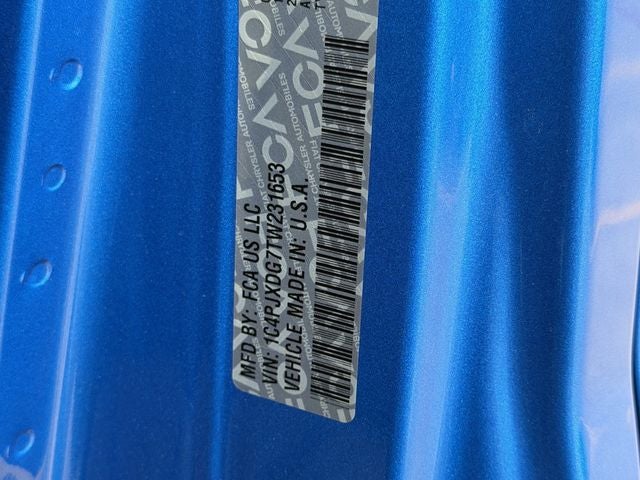 MFD BY: FCA US LLC
VIN: 1C4PJXDG7TW231653
VEHICLE MADE IN: U.S.A.